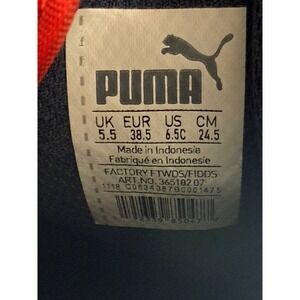 PUMA
UK EUR US CM
5.5 38.5 6.5C 24.5
Made in Indonesia
Fabriqué en Indonésie
FACTORY FTWDS/FIDDS
ART.NO. 365182 07
1118